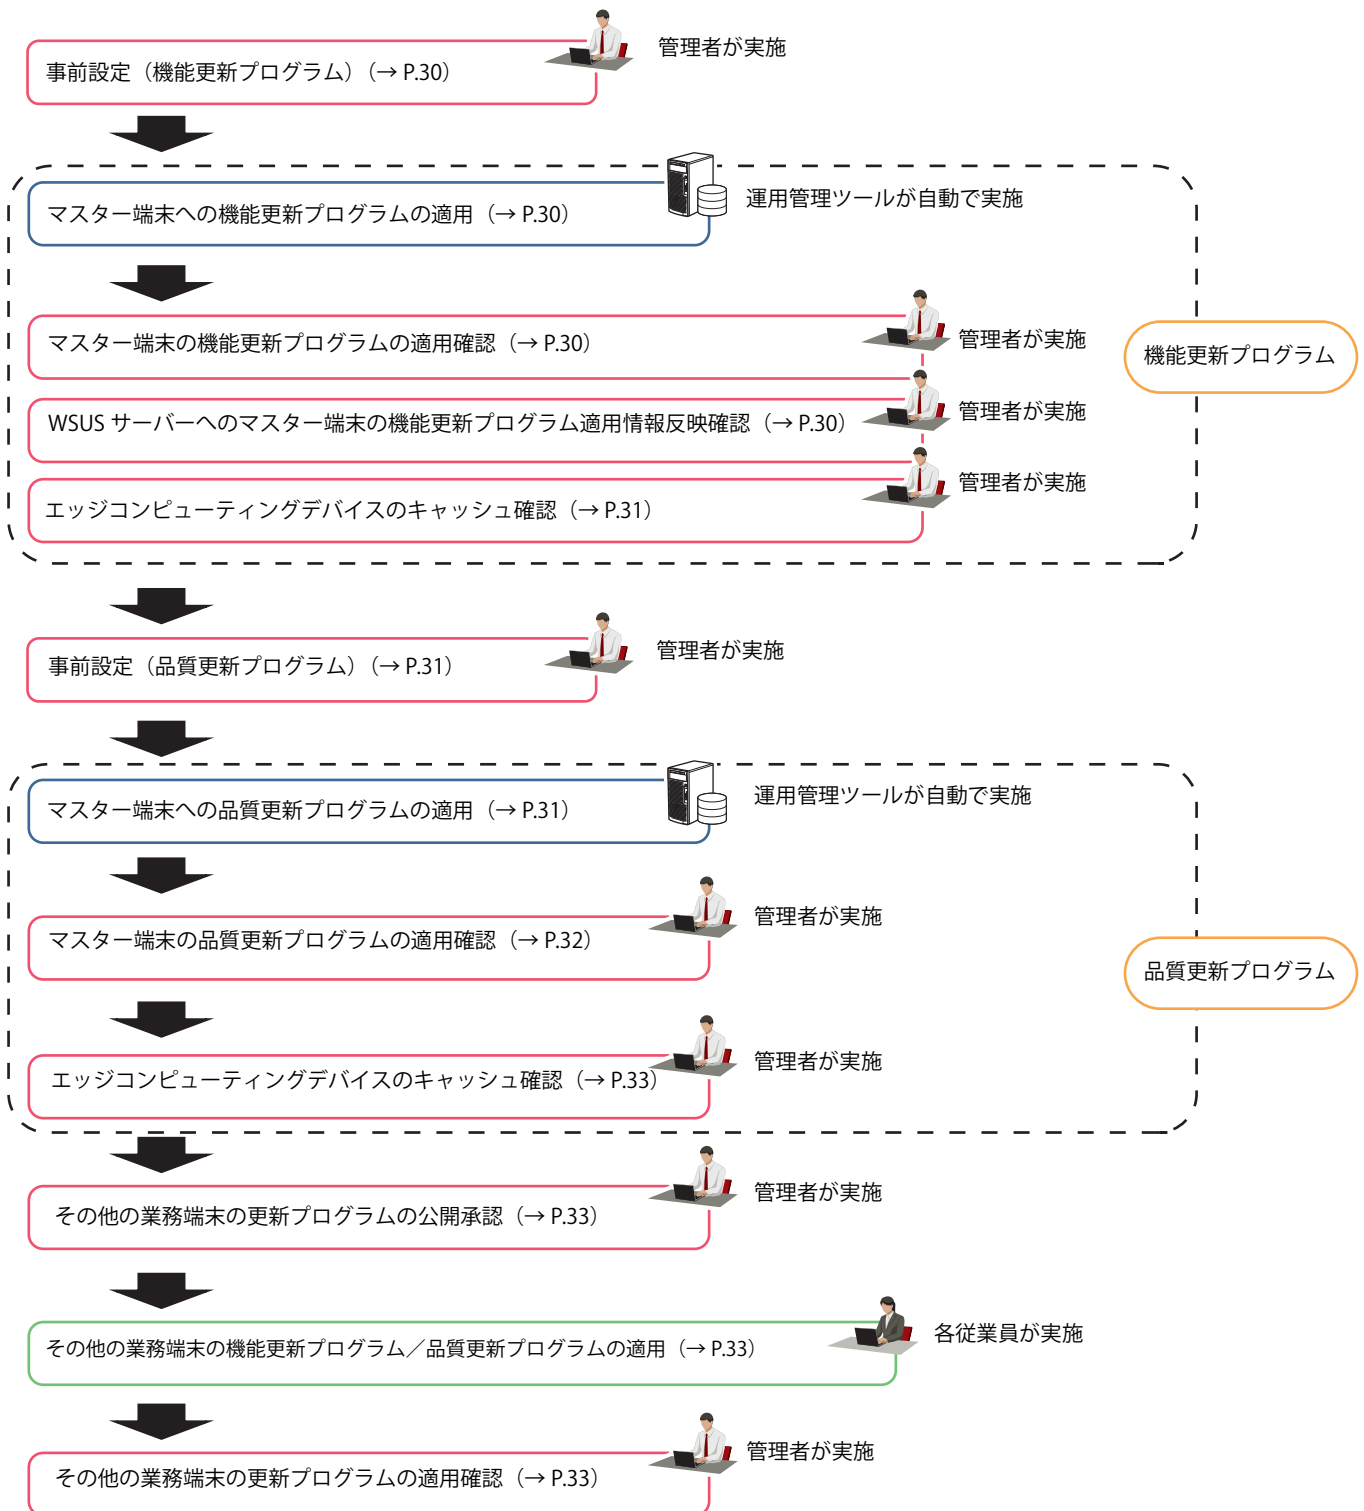 管理者が実施
事前設定（機能更新プログラム）（→ P.30）
運用管理ツールが自動で実施
マスター端末への機能更新プログラムの適用（→ P.30）
管理者が実施
マスター端末の機能更新プログラムの適用確認（→ P.30）
機能更新プログラム
管理者が実施
WSUS サーバーへのマスター端末の機能更新プログラム適用情報反映確認（→ P.30）
管理者が実施
エッジコンピューティングデバイスのキャッシュ確認（→ P.31）
管理者が実施
事前設定（品質更新プログラム）（→ P.31）
運用管理ツールが自動で実施
マスター端末への品質更新プログラムの適用（→ P.31）
管理者が実施
マスター端末の品質更新プログラムの適用確認（→ P.32）
品質更新プログラム
管理者が実施
エッジコンピューティングデバイスのキャッシュ確認（→ P.33）
管理者が実施
その他の業務端末の更新プログラムの公開承認（→ P.33）
各従業員が実施
その他の業務端末の機能更新プログラム／品質更新プログラムの適用（→ P.33）
管理者が実施
その他の業務端末の更新プログラムの適用確認（→ P.33）